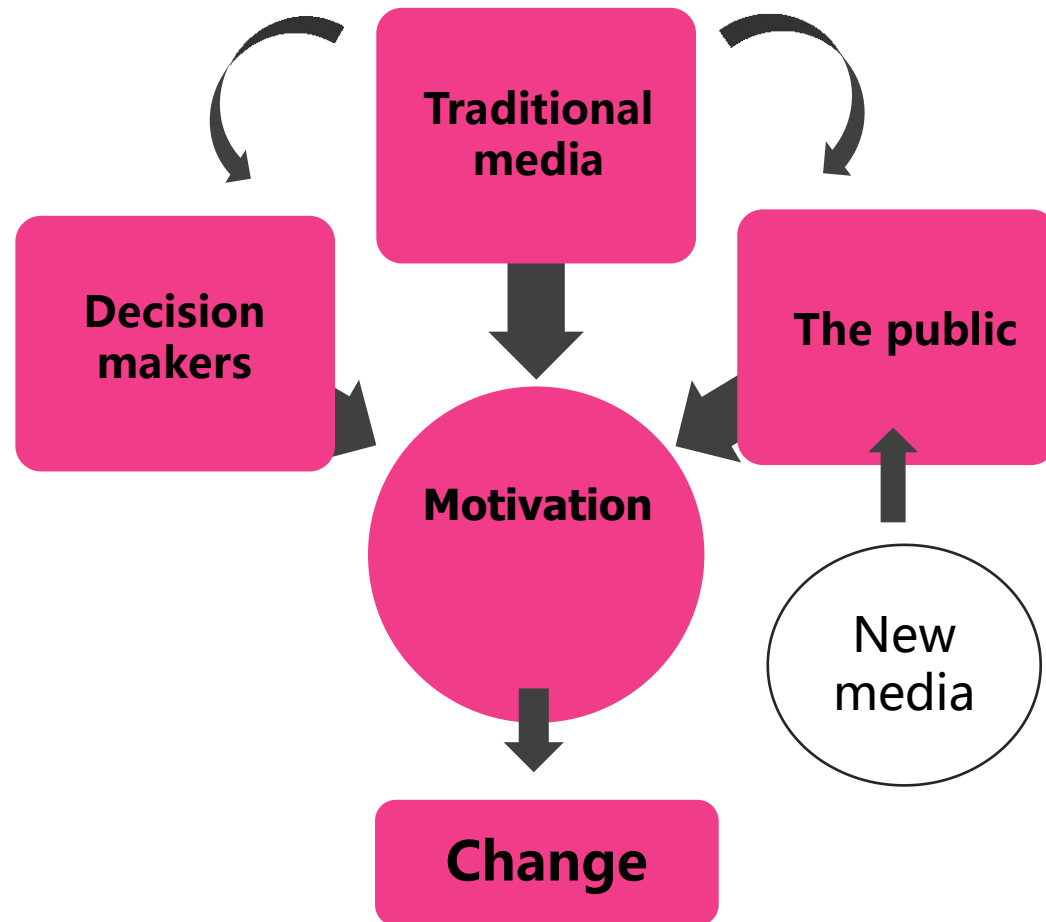 Traditional
media
Decision
makers
The public
Motivation
New
media
Change